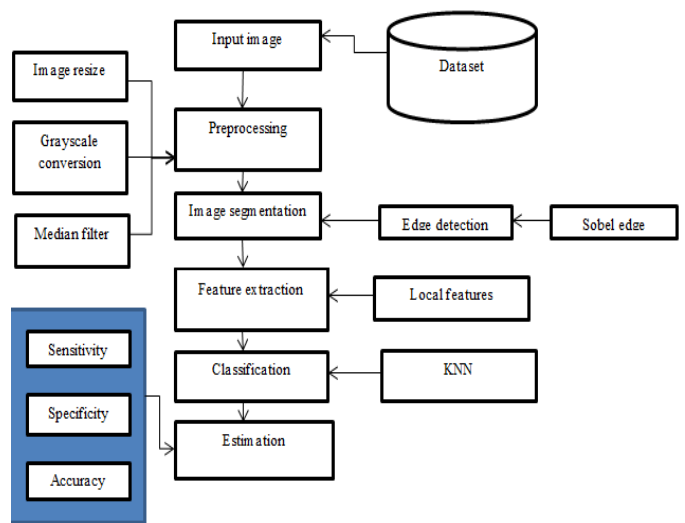 Input image
Dataset
Image resize
Preprocessing
Grayscale
conversion
Image segmentation
Median filter
Edge detection
Sobel edge
Feature extraction
Local features
Sensitivity
Classification
KNN
Specificity
Estimation
Accuracy